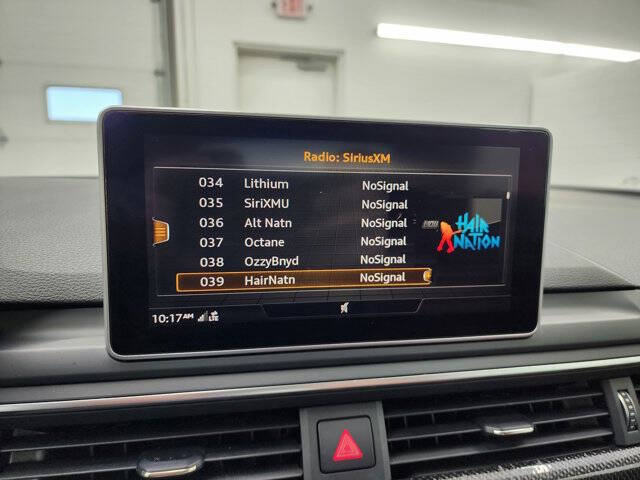 Radio: SiriusXM
034 Lithium NoSignal
035 SiriXMU NoSignal
036 Alt Natn NoSignal
037 Octane NoSignal
038 OzzyBnyd NoSignal
039 HairNatn NoSignal
HAIR
NATION
10:17AM LTE